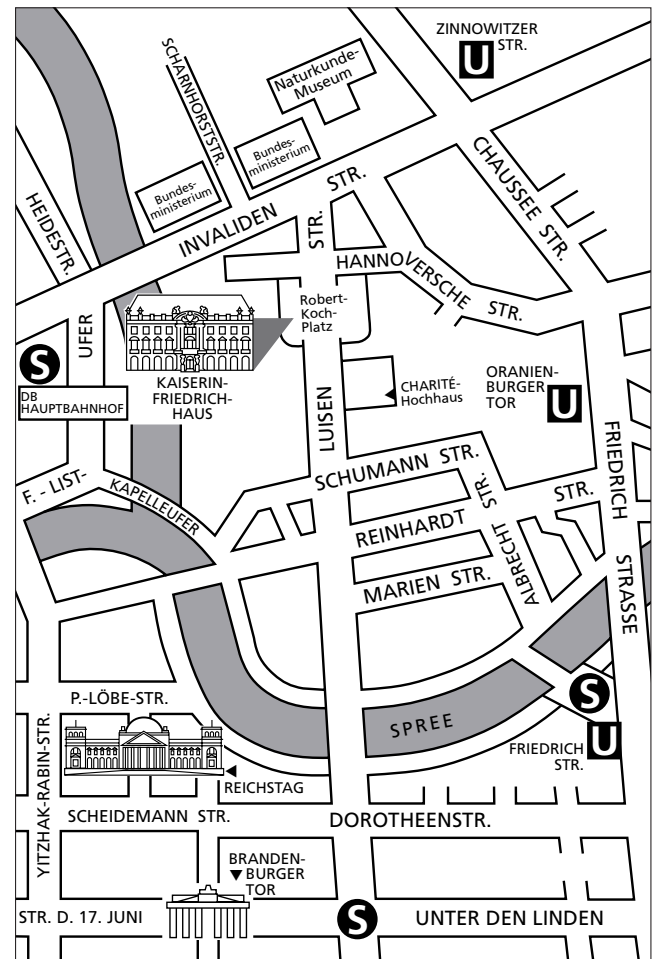 ZINNOWITZER
STR.
U
SCHARNHORSTSTR.
Naturkunde-
Museum
Bundes-
ministerium
Bundes-
ministerium
CHAUSSEE STR.
HEIDESTR.
INVALIDEN STR.
STR.
HANNOVERSCHE STR.
UFER
Robert-
Koch-
Platz
S
DB
HAUPTBAHNHOF
KAISERIN-
FRIEDRICH-
HAUS
LUISEN
CHARITÉ-
Hochhaus
ORANIEN-
BURGER
TOR
U
FRIEDRICH STRASSE
SCHUMANN STR.
F. - LIST-
KAPELLEUFER
REINHARDT STR.
ALBRECHT STR.
MARIEN STR.
SPREE
S
FRIEDRICH
STR.
U
P.-LÖBE-STR.
REICHSTAG
YITZHAK-RABIN-STR.
SCHEIDEMANN STR.
DOROTHEENSTR.
BRANDEN-
BURGER
TOR
STR. D. 17. JUNI
S
UNTER DEN LINDEN